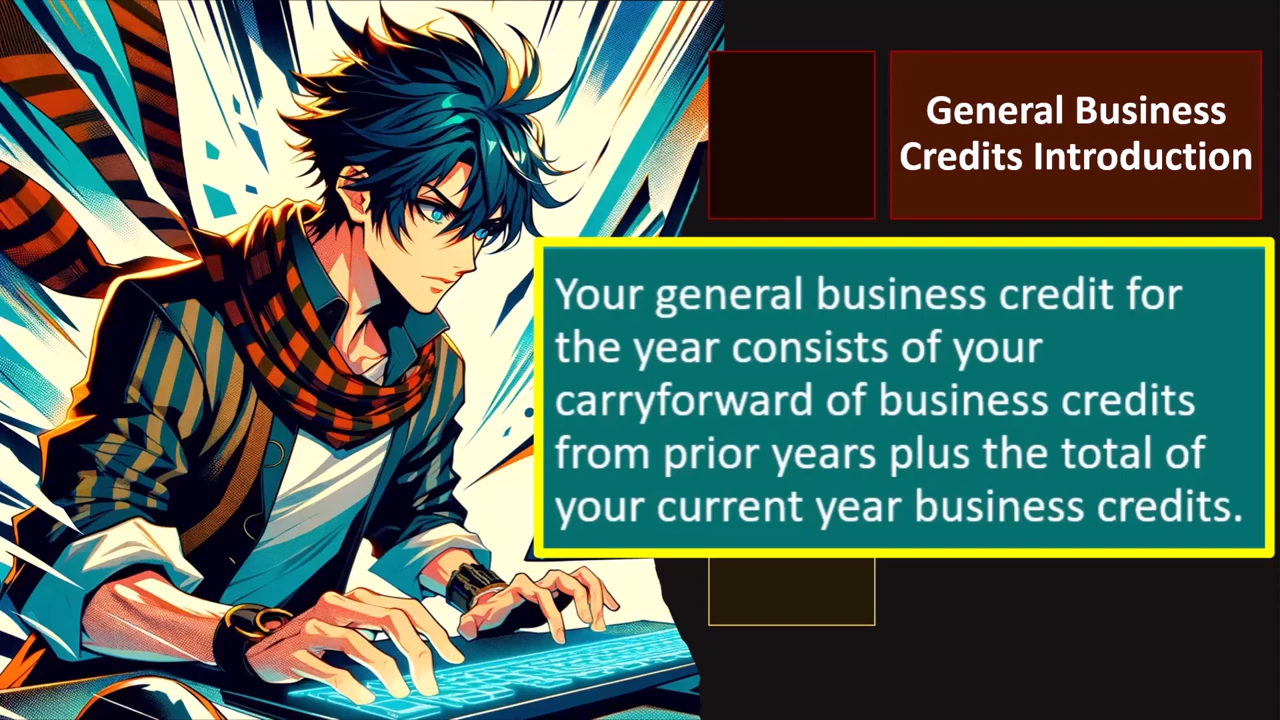 General Business
Credits Introduction
Your general business credit for
the year consists of your
carryforward of business credits
from prior years plus the total of
your current year business credits.